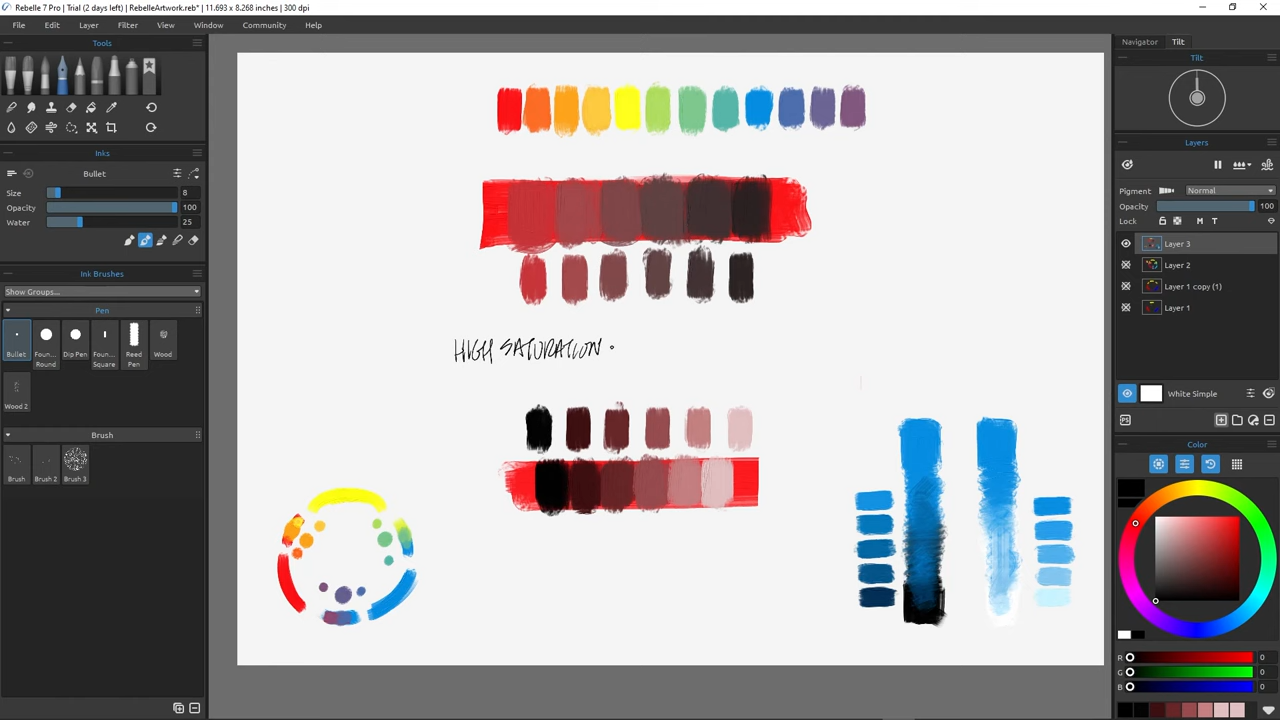 Rebelle 7 Pro | Trial (2 days left) | RebelleArtwork.reb* | 11.693 x 8.268 inches | 300 dpi
File Edit Layer Filter View Window Community Help
Tools
Navigator Tilt
Tilt
Inks
Bullet
Size 8
Opacity 100
Water 25
Ink Brushes
Show Groups...
Pen
Bullet Foun... Round Dip Pen Foun... Square Reed Pen Wood
Wood 2
Brush
Brush Brush 2 Brush 3
HIGH SATURATION
Layers
Pigment Normal
Opacity 100
Lock M T
Layer 3
Layer 2
Layer 1 copy (1)
Layer 1
White Simple
PS
Color
R 0
G 0
B 0